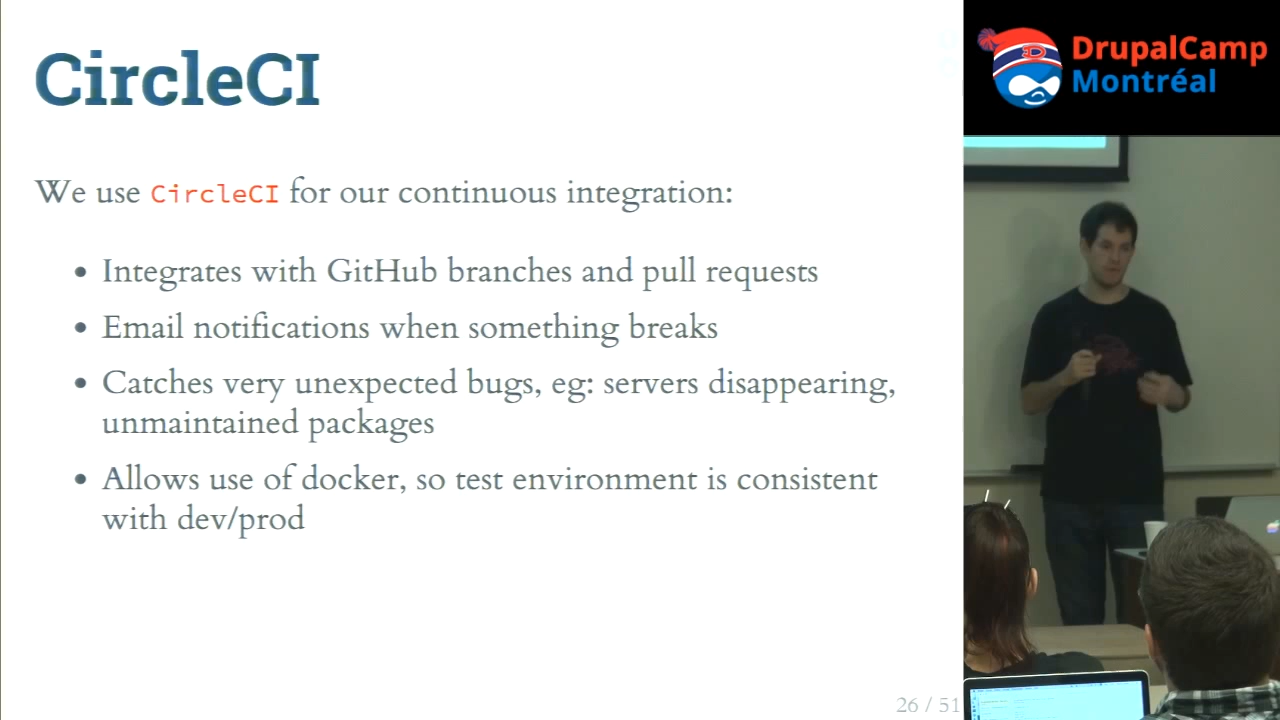 CircleCI
We use CircleCI for our continuous integration:
• Integrates with GitHub branches and pull requests
• Email notifications when something breaks
• Catches very unexpected bugs, eg: servers disappearing,
unmaintained packages
• Allows use of docker, so test environment is consistent
with dev/prod
26 / 51
DrupalCamp
Montréal